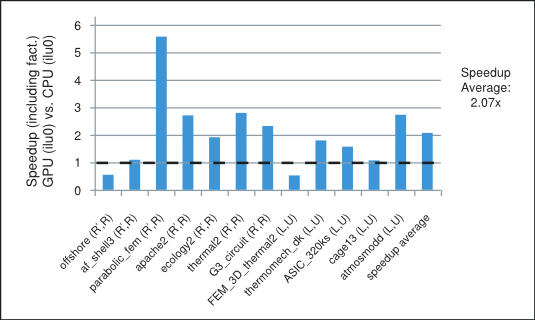 Speedup (including fact.)
GPU (ilu0) vs. CPU (ilu0)
6
5
4
3
2
1
0
offshore (R',R)
af_shell3 (R',R)
parabolic_fem (R',R)
apache2 (R',R)
ecology2 (R',R)
thermal2 (R',R)
G3_circuit (R',R)
FEM_3D_thermal2 (L,U)
thermomech_dk (L,U)
ASIC_320ks (L,U)
cage13 (L,U)
atmosmodd (L,U)
speedup average
Speedup
Average:
2.07x